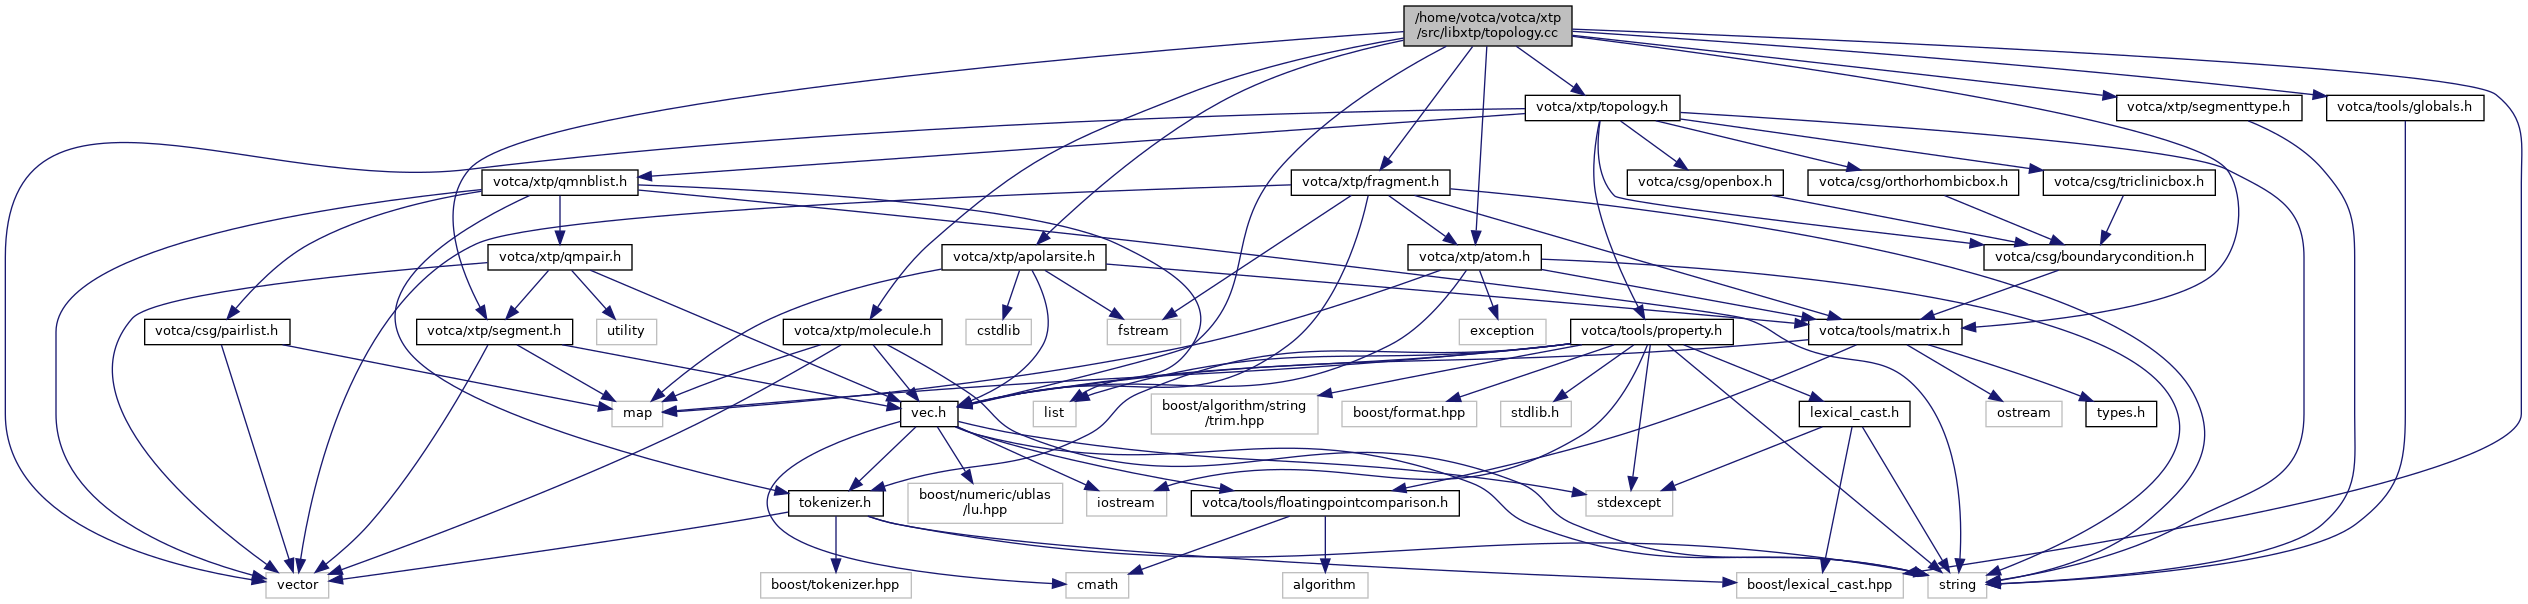 /home/votca/votca/xtp
/src/libxtp/topology.cc
votca/xtp/topology.h
votca/xtp/segmenttype.h
votca/tools/globals.h
votca/xtp/qmnblist.h
votca/xtp/fragment.h
votca/csg/openbox.h
votca/csg/orthorhombicbox.h
votca/csg/triclinicbox.h
votca/xtp/qmpair.h
votca/xtp/apolarsite.h
votca/xtp/atom.h
votca/csg/boundarycondition.h
votca/csg/pairlist.h
votca/xtp/segment.h
utility
votca/xtp/molecule.h
cstdlib
fstream
exception
votca/tools/property.h
votca/tools/matrix.h
map
vec.h
list
boost/algorithm/string
/trim.hpp
boost/format.hpp
stdlib.h
lexical_cast.h
ostream
types.h
tokenizer.h
boost/numeric/ublas
/lu.hpp
iostream
votca/tools/floatingpointcomparison.h
stdexcept
vector
boost/tokenizer.hpp
cmath
algorithm
boost/lexical_cast.hpp
string